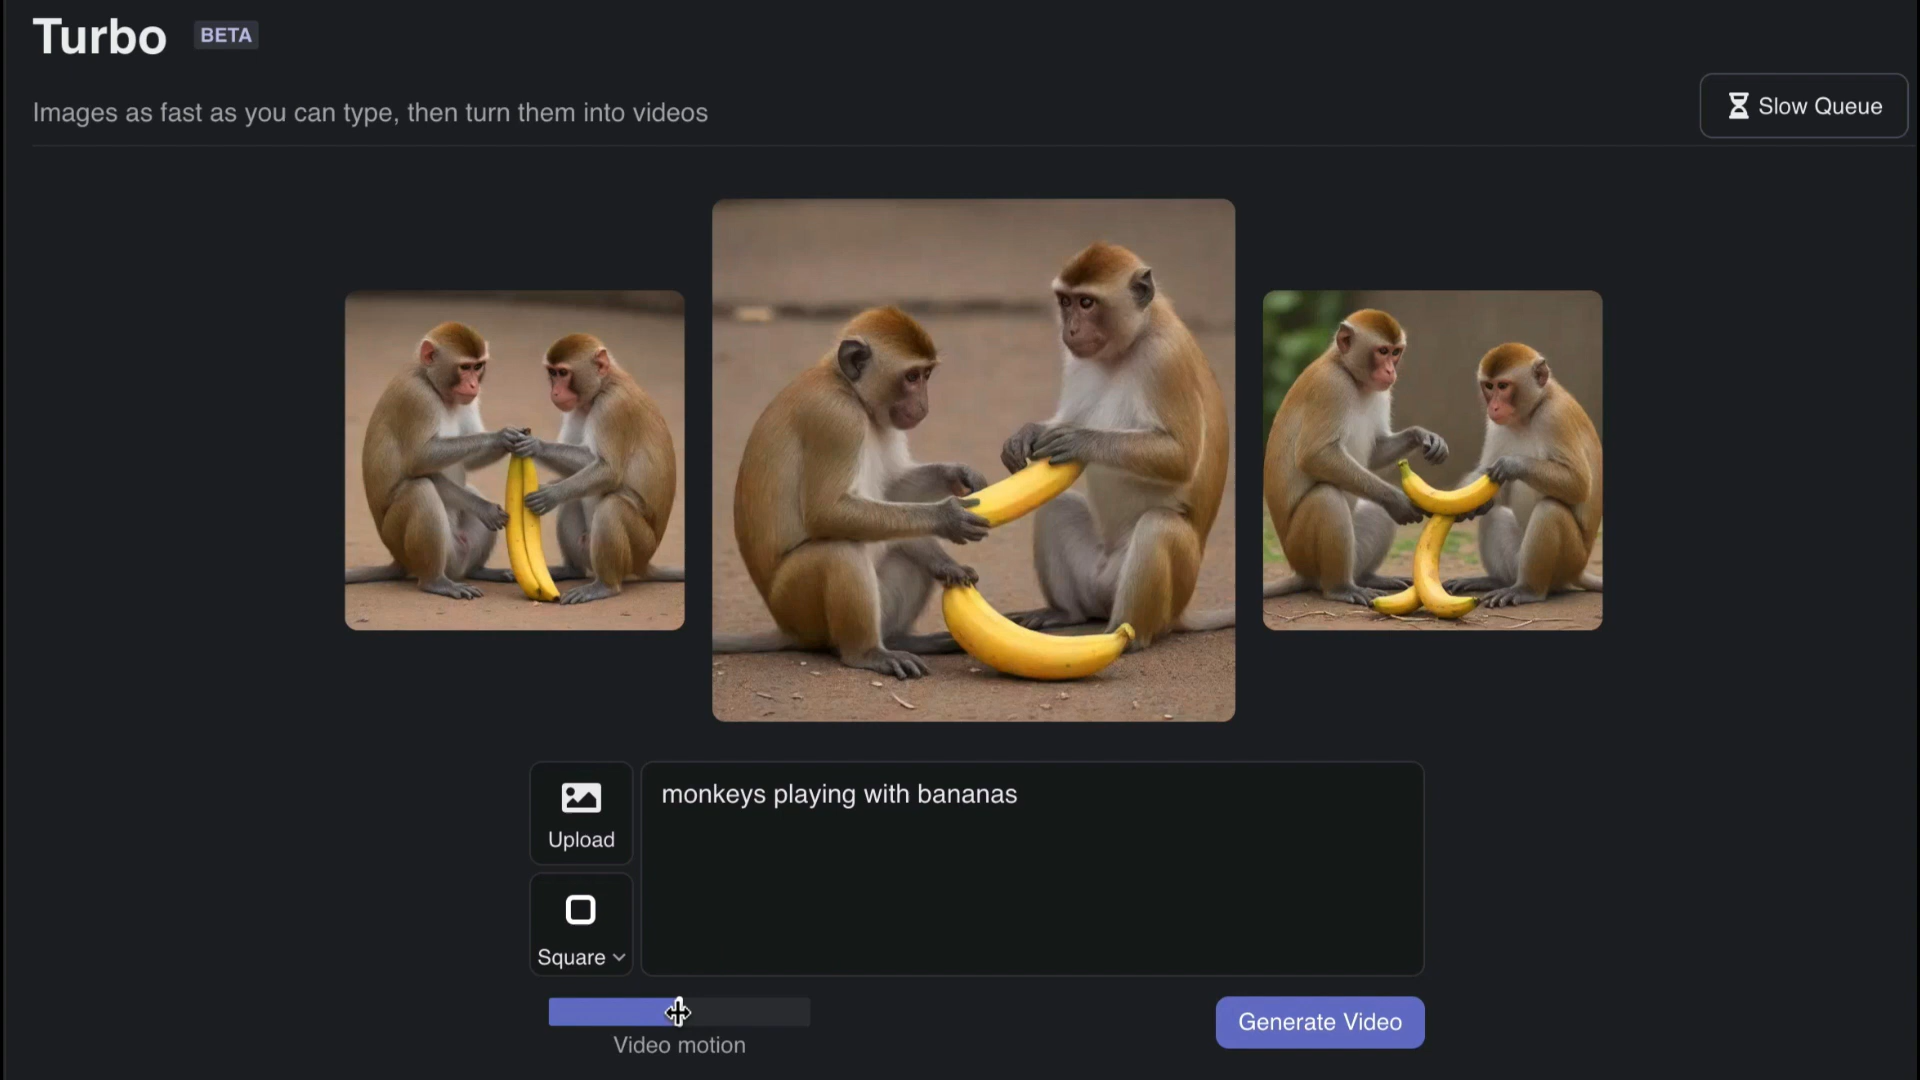 Turbo BETA
Images as fast as you can type, then turn them into videos
Slow Queue
monkeys playing with bananas
Upload
Square
Video motion
Generate Video